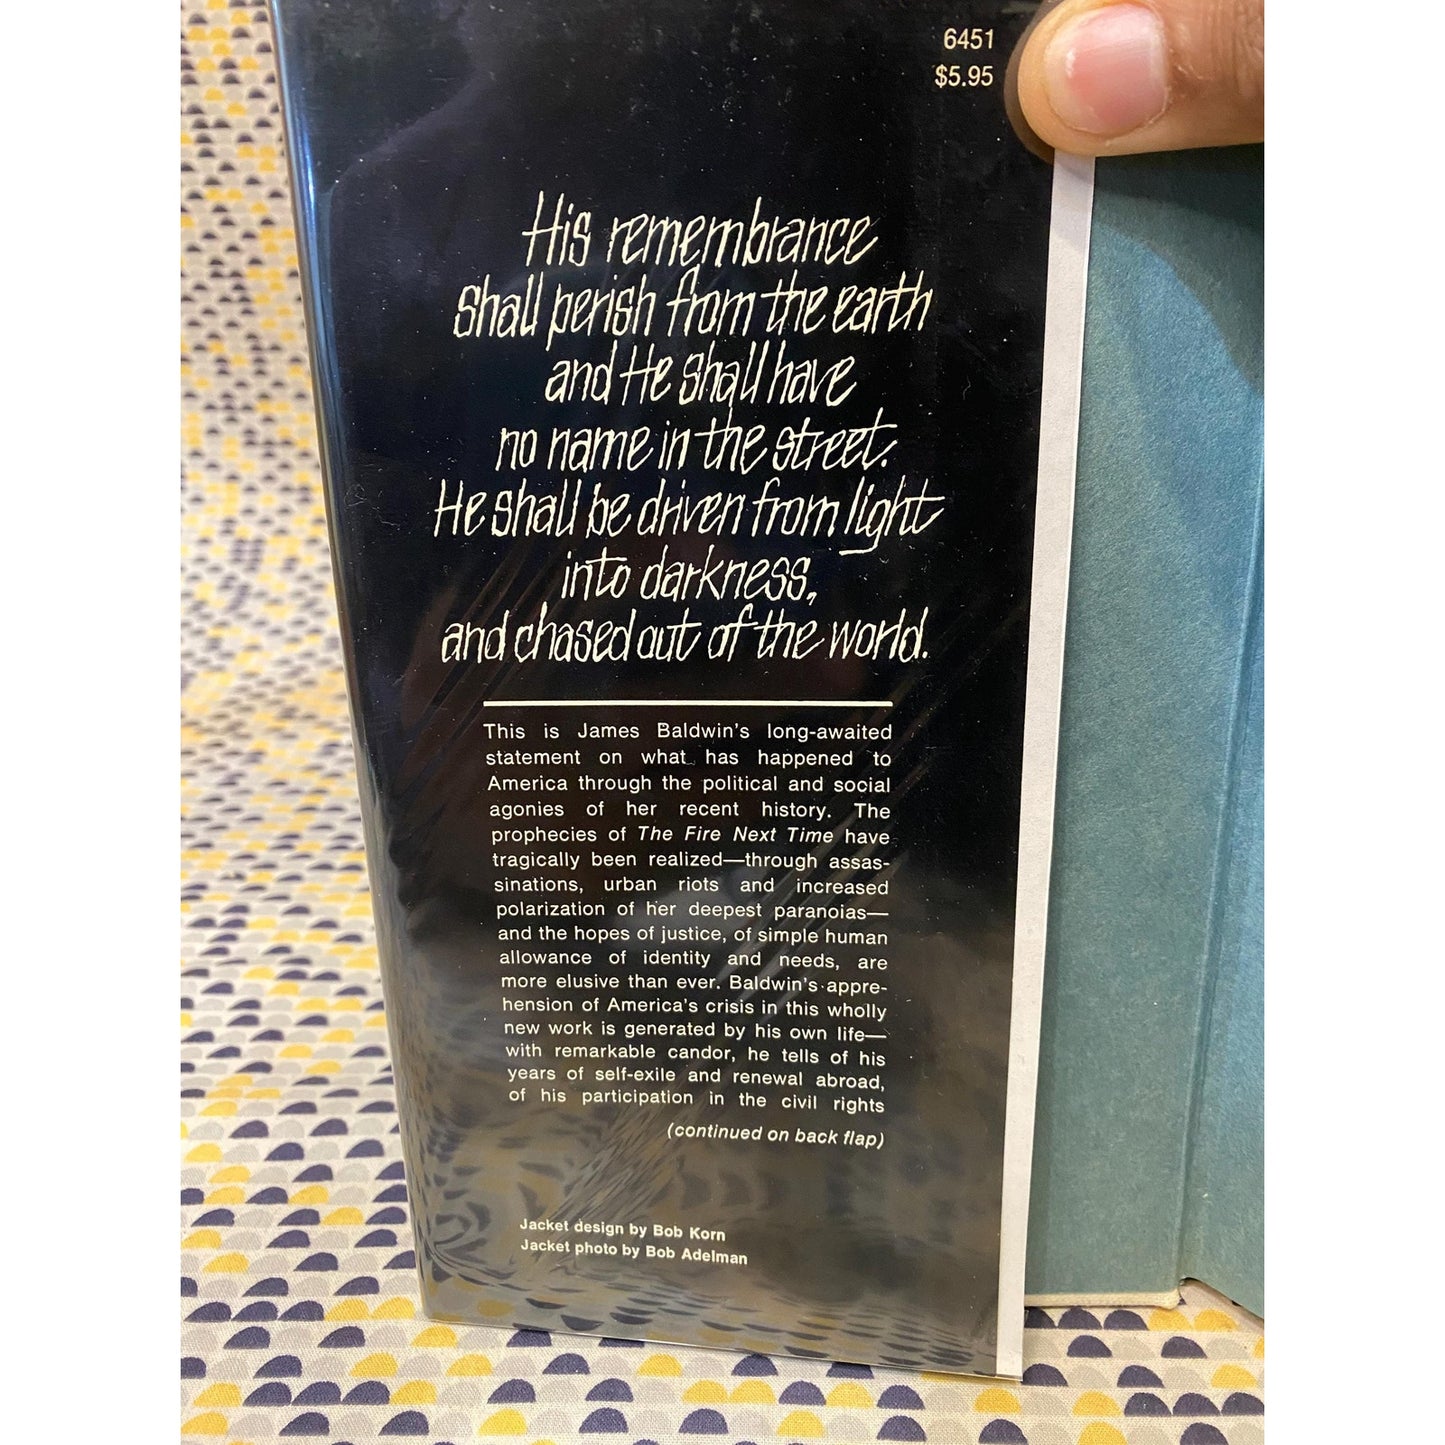 6451
$5.95
His remembrance
shall perish from the earth
and He shall have
no name in the street.
He shall be driven from light
into darkness,
and chased out of the world.
This is James Baldwin's long-awaited
statement on what has happened to
America through the political and social
agonies of her recent history. The
prophecies of The Fire Next Time have
tragically been realized—through assas-
sinations, urban riots and increased
polarization of her deepest paranoias—
and the hopes of justice, of simple human
allowance of identity and needs, are
more elusive than ever. Baldwin's appre-
hension of America's crisis in this wholly
new work is generated by his own life—
with remarkable candor, he tells of his
years of self-exile and renewal abroad,
of his participation in the civil rights
(continued on back flap)
Jacket design by Bob Korn
Jacket photo by Bob Adelman